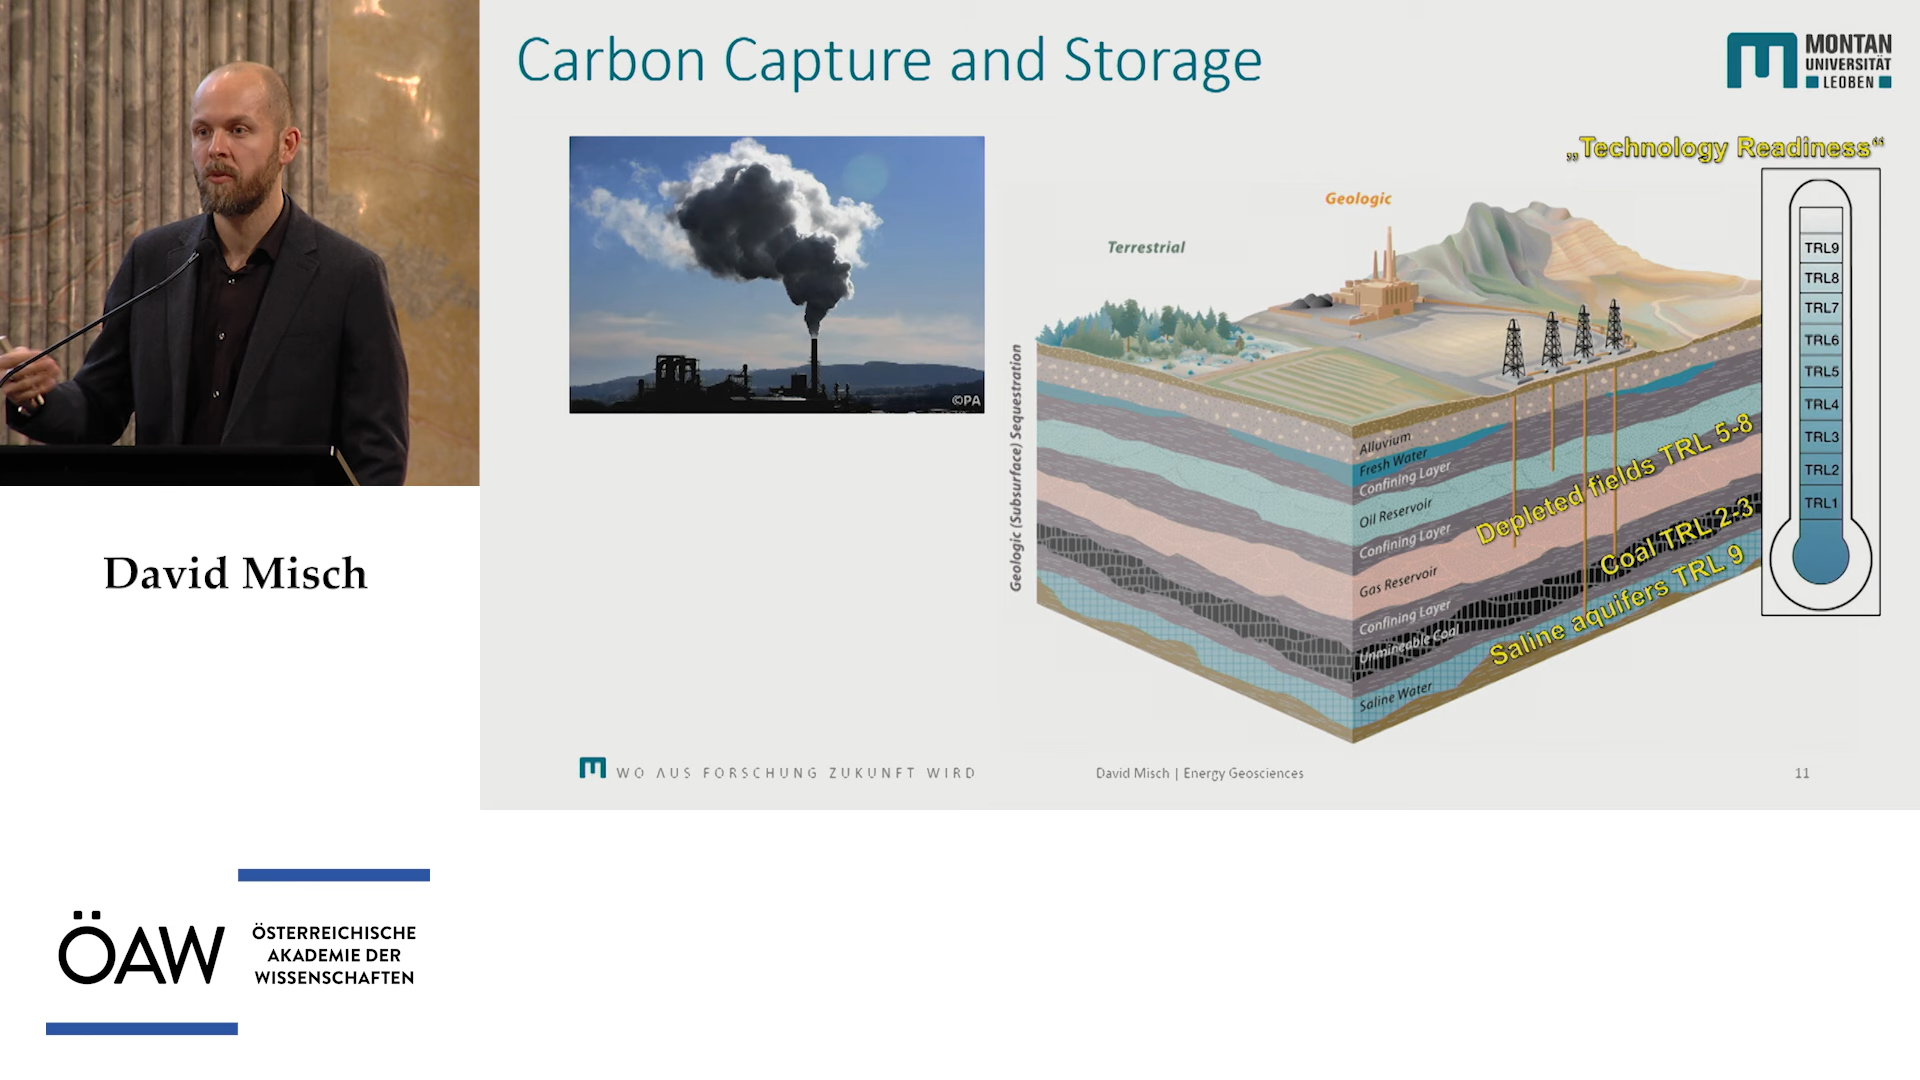 Carbon Capture and Storage
MONTAN
UNIVERSITÄT
LEOBEN
©PA
„Technology Readiness“
Geologic
Terrestrial
Geologic (Subsurface) Sequestration
Alluvium
Fresh Water
Confining Layer
Oil Reservoir
Confining Layer
Gas Reservoir
Confining Layer
Unmineable Coal
Saline Water
Depleted fields TRL 5-8
Coal TRL 2-3
Saline aquifers TRL 9
TRL9
TRL8
TRL7
TRL6
TRL5
TRL4
TRL3
TRL2
TRL1
WO AUS FORSCHUNG ZUKUNFT WIRD
David Misch | Energy Geosciences
11
David Misch
ÖAW
ÖSTERREICHISCHE
AKADEMIE DER
WISSENSCHAFTEN